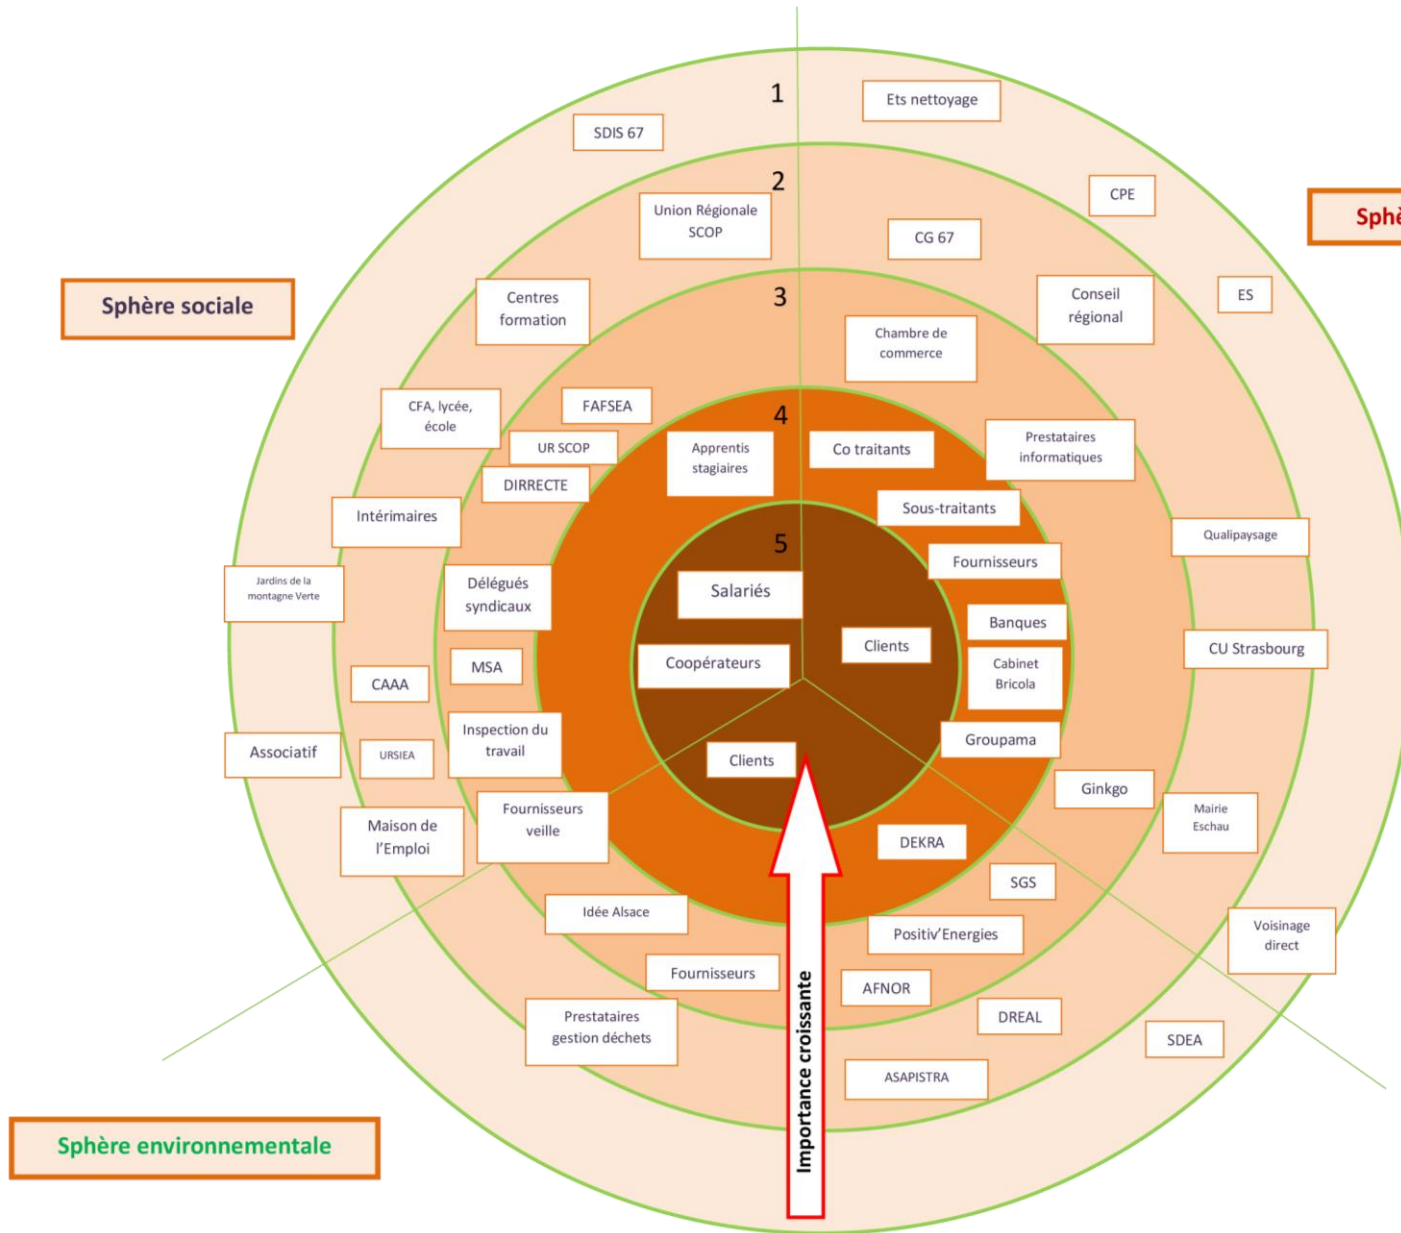 1
Ets nettoyage
SDIS 67
2
CPE
Union Régionale
SCOP
Sphè
CG 67
Sphère sociale
3
Centres
formation
Conseil
régional
ES
Chambre de
commerce
CFA, lycée,
école
FAFSEA
4
UR SCOP
Apprentis
stagiaires
Co traitants
Prestataires
informatiques
DIRRECTE
Sous-traitants
Intérimaires
5
Qualipaysage
Fournisseurs
Jardins de la
montagne Verte
Délégués
syndicaux
Salariés
Banques
Clients
CU Strasbourg
MSA
Coopérateurs
Cabinet
Bricola
CAAA
Inspection du
travail
Groupama
Associatif
URSIEA
Clients
Ginkgo
Fournisseurs
veille
Mairie
Eschau
Maison de
l'Emploi
DEKRA
SGS
Idée Alsace
Positiv'Energies
Voisinage
direct
Fournisseurs
AFNOR
Prestataires
gestion déchets
DREAL
SDEA
ASAPISTRA
Importance croissante
Sphère environnementale